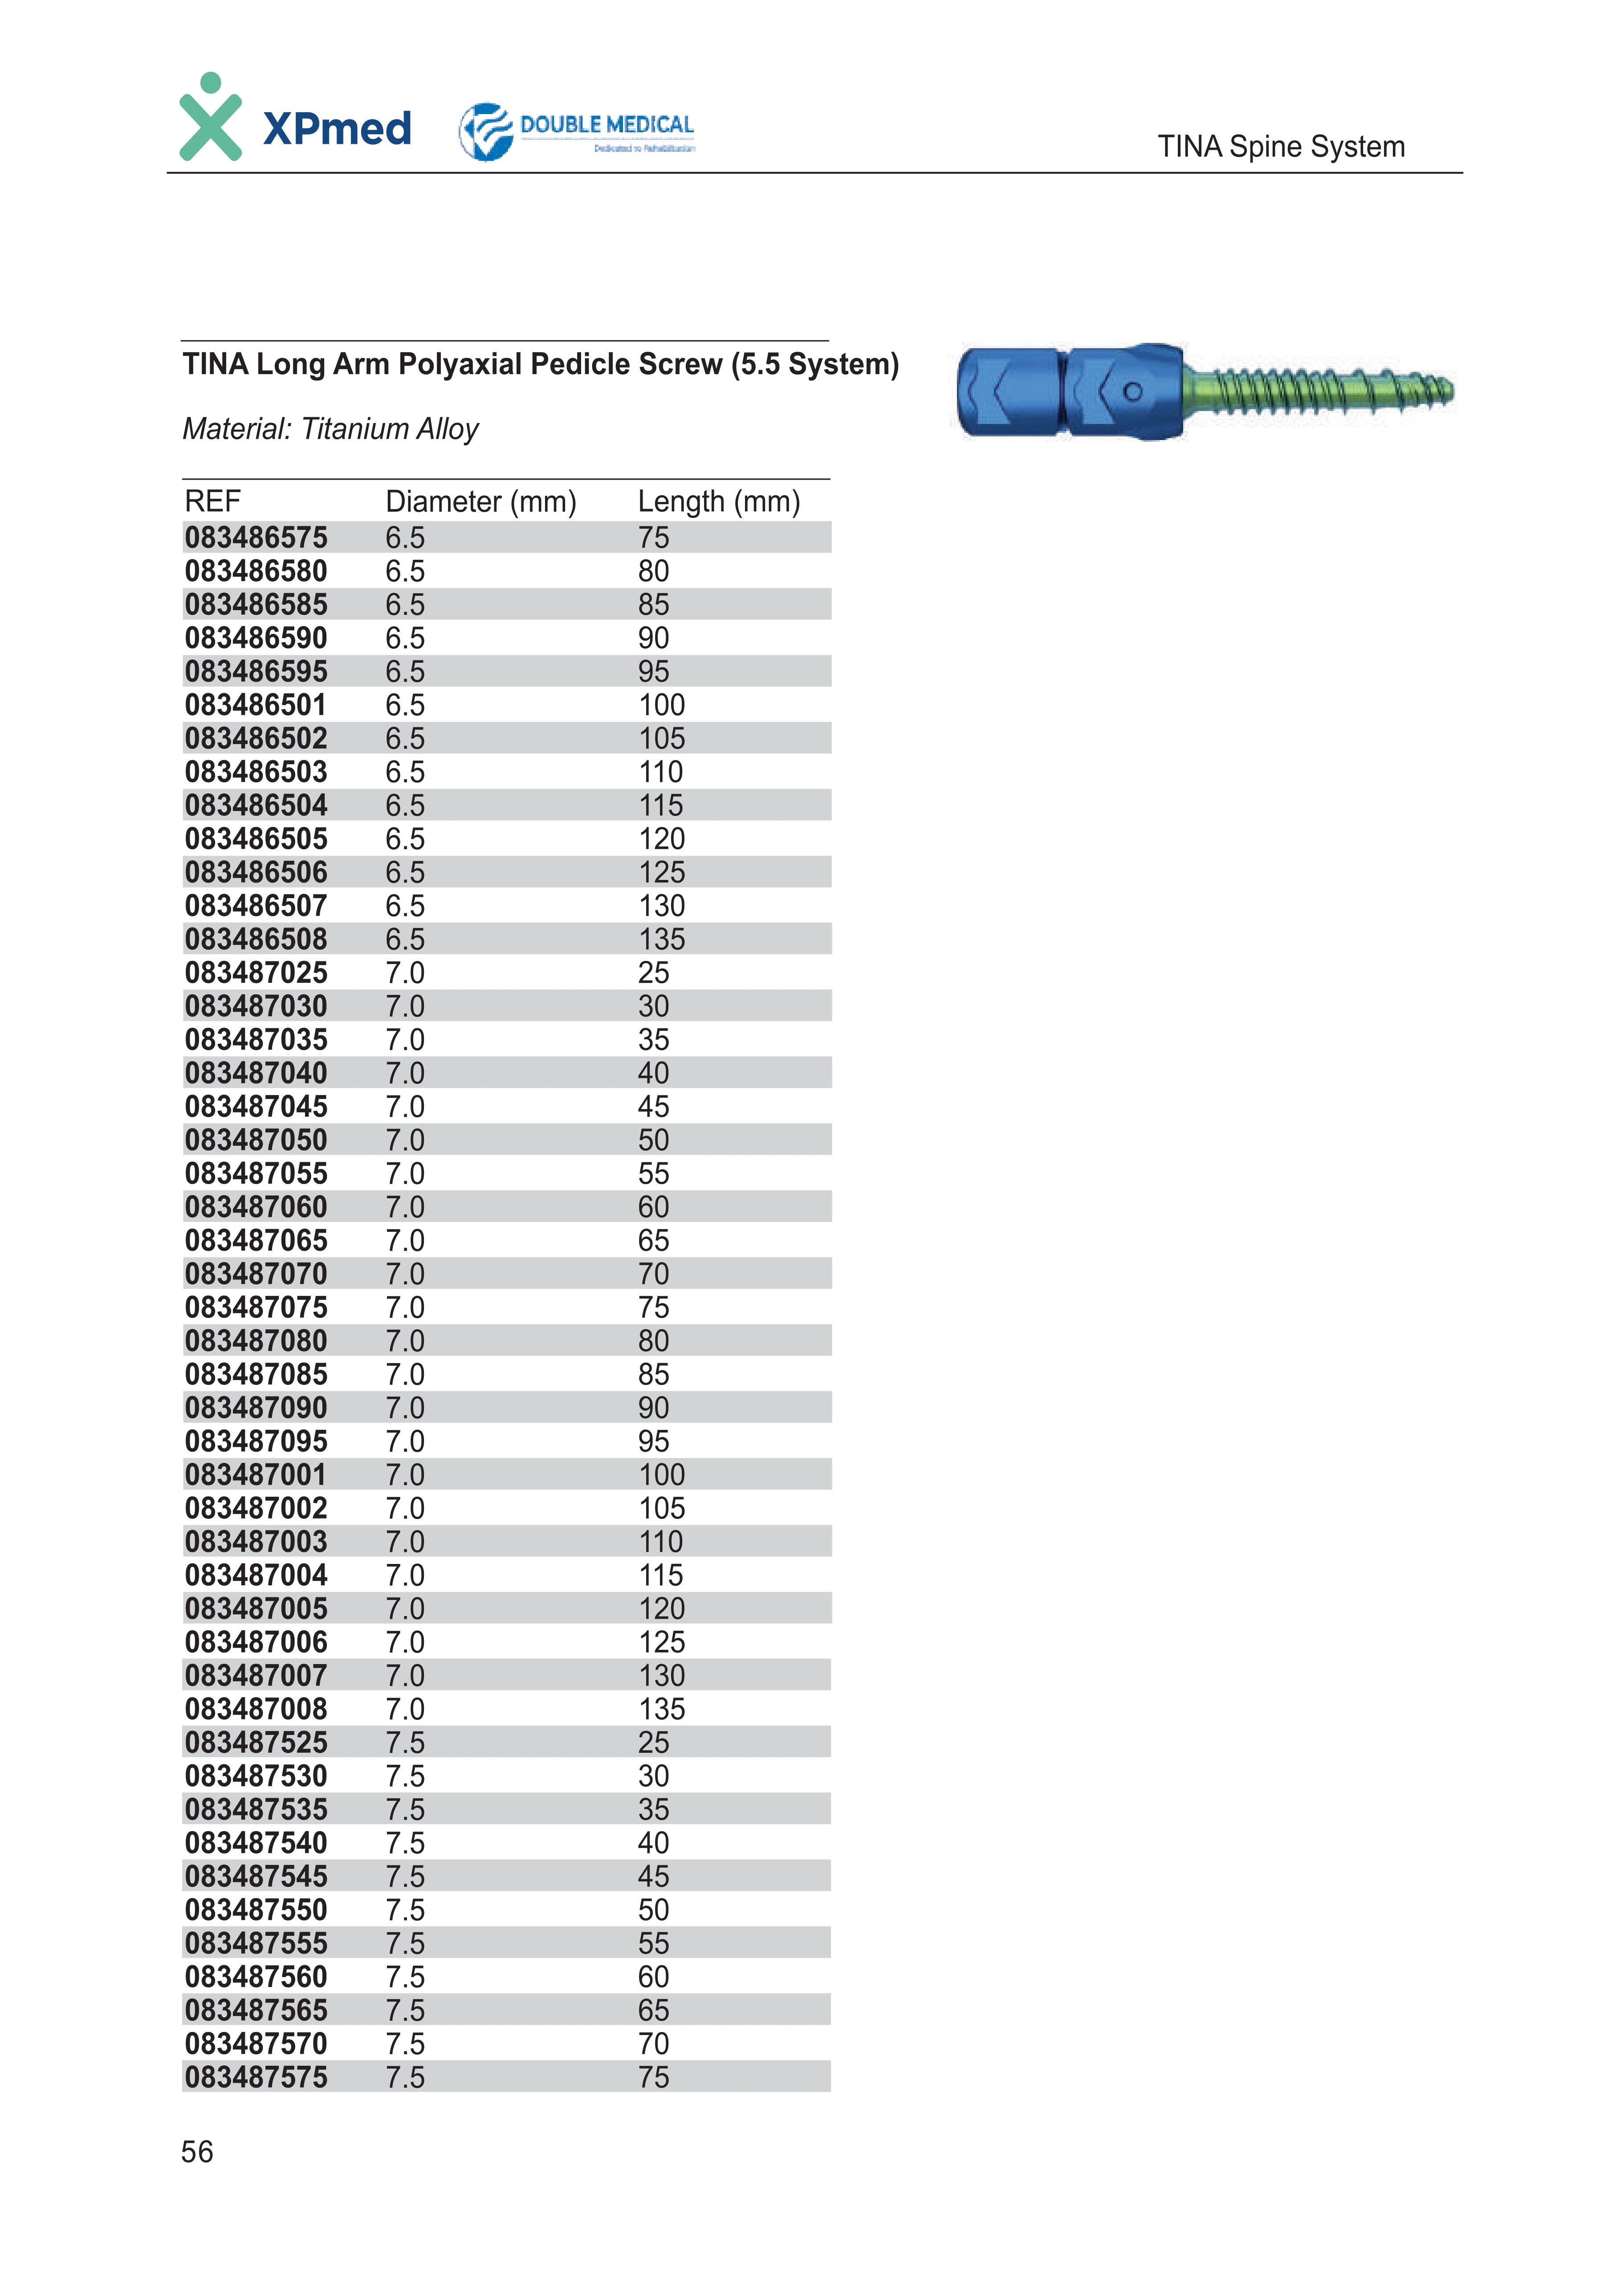 XPmed
DOUBLE MEDICAL
Dedicated to Rehabilitation
TINA Spine System
TINA Long Arm Polyaxial Pedicle Screw (5.5 System)
Material: Titanium Alloy
REF Diameter (mm) Length (mm)
083486575 6.5 75
083486580 6.5 80
083486585 6.5 85
083486590 6.5 90
083486595 6.5 95
083486501 6.5 100
083486502 6.5 105
083486503 6.5 110
083486504 6.5 115
083486505 6.5 120
083486506 6.5 125
083486507 6.5 130
083486508 6.5 135
083487025 7.0 25
083487030 7.0 30
083487035 7.0 35
083487040 7.0 40
083487045 7.0 45
083487050 7.0 50
083487055 7.0 55
083487060 7.0 60
083487065 7.0 65
083487070 7.0 70
083487075 7.0 75
083487080 7.0 80
083487085 7.0 85
083487090 7.0 90
083487095 7.0 95
083487001 7.0 100
083487002 7.0 105
083487003 7.0 110
083487004 7.0 115
083487005 7.0 120
083487006 7.0 125
083487007 7.0 130
083487008 7.0 135
083487525 7.5 25
083487530 7.5 30
083487535 7.5 35
083487540 7.5 40
083487545 7.5 45
083487550 7.5 50
083487555 7.5 55
083487560 7.5 60
083487565 7.5 65
083487570 7.5 70
083487575 7.5 75
56